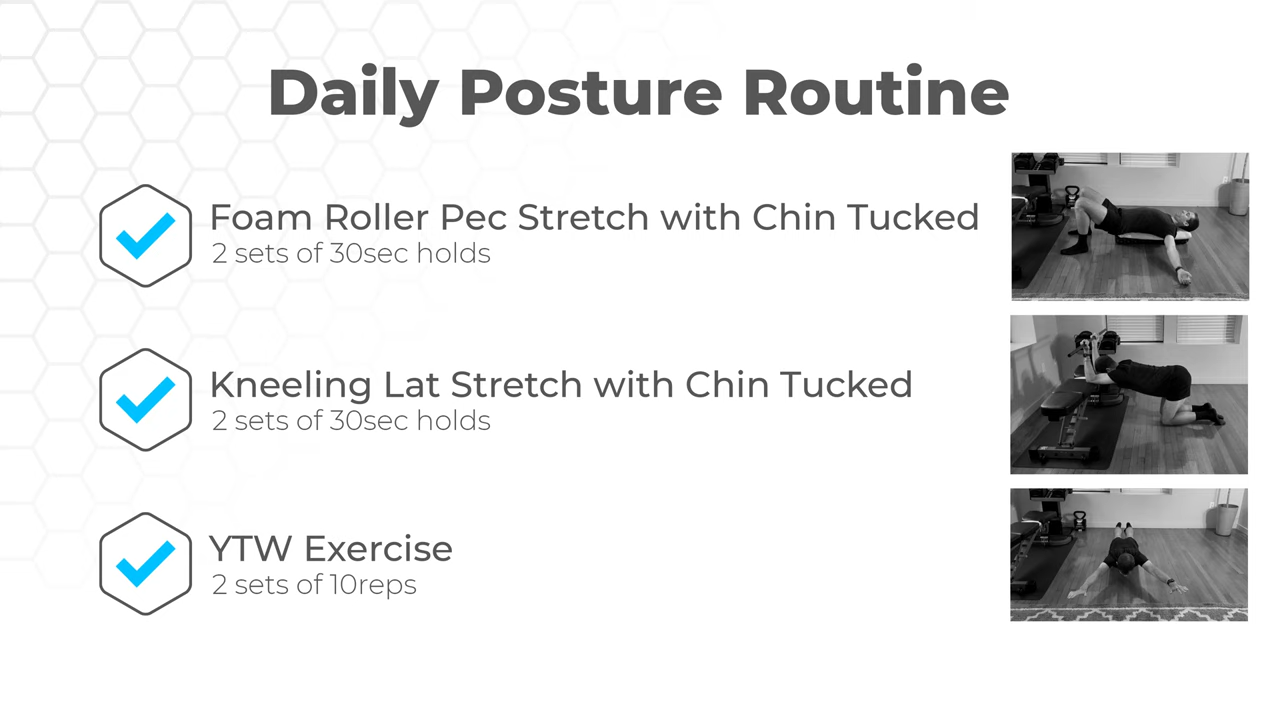 Daily Posture Routine
Foam Roller Pec Stretch with Chin Tucked
2 sets of 30sec holds
Kneeling Lat Stretch with Chin Tucked
2 sets of 30sec holds
YTW Exercise
2 sets of 10reps